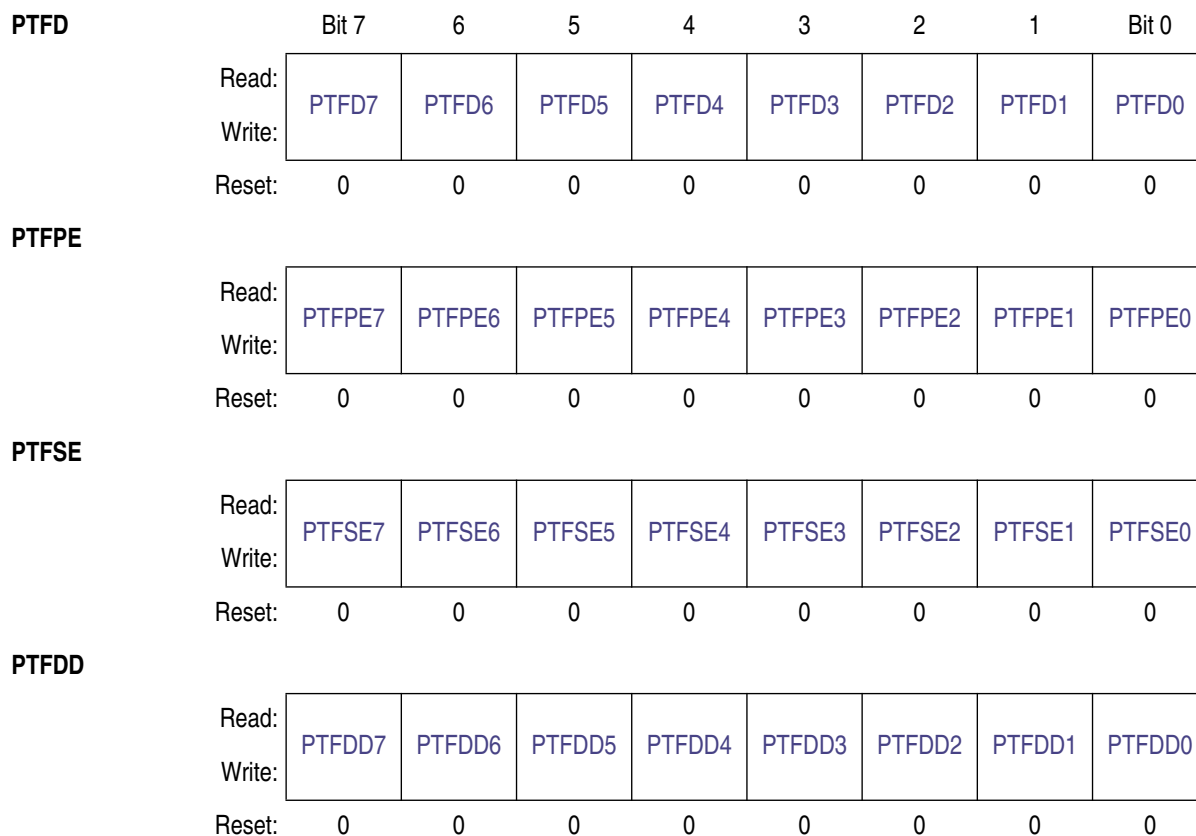 PTFD Bit 7 6 5 4 3 2 1 Bit 0
Read:
PTFD7 PTFD6 PTFD5 PTFD4 PTFD3 PTFD2 PTFD1 PTFD0
Write:
Reset: 0 0 0 0 0 0 0 0
PTFPE
Read:
PTFPE7 PTFPE6 PTFPE5 PTFPE4 PTFPE3 PTFPE2 PTFPE1 PTFPE0
Write:
Reset: 0 0 0 0 0 0 0 0
PTFSE
Read:
PTFSE7 PTFSE6 PTFSE5 PTFSE4 PTFSE3 PTFSE2 PTFSE1 PTFSE0
Write:
Reset: 0 0 0 0 0 0 0 0
PTFDD
Read:
PTFDD7 PTFDD6 PTFDD5 PTFDD4 PTFDD3 PTFDD2 PTFDD1 PTFDD0
Write:
Reset: 0 0 0 0 0 0 0 0